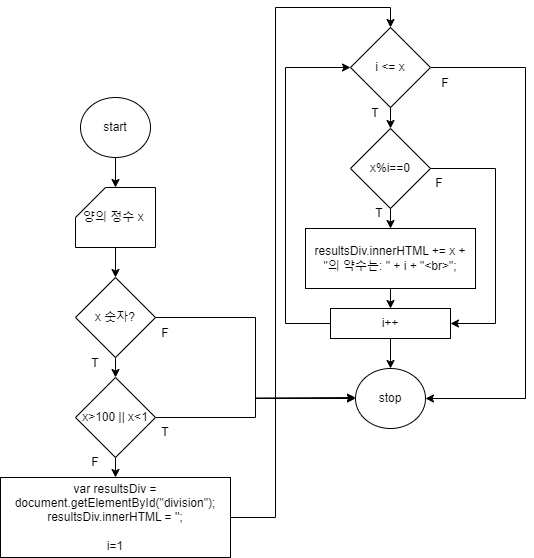 start
양의 정수 x
x 숫자?
F
T
x>100 || x<1
T
F
var resultsDiv =
document.getElementById("division");
resultsDiv.innerHTML = '';
i=1
i <= x
F
T
x%i==0
F
T
resultsDiv.innerHTML += x +
"의 약수는: " + i + "<br>";
i++
stop